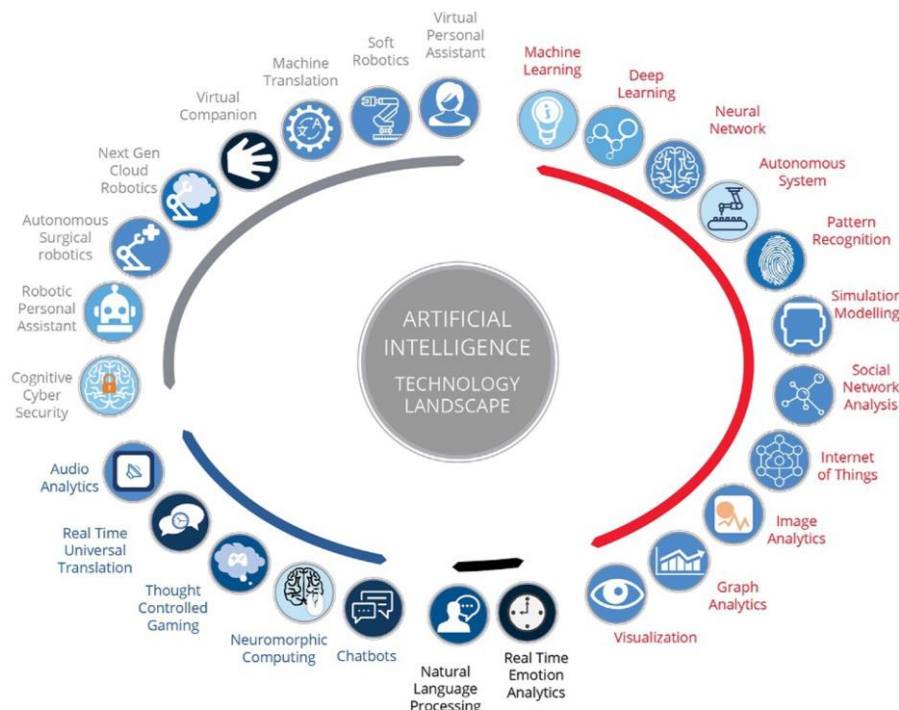 ARTIFICIAL
INTELLIGENCE
TECHNOLOGY
LANDSCAPE
Machine
Learning
Deep
Learning
Neural
Network
Autonomous
System
Pattern
Recognition
Simulation
Modelling
Social
Network
Analysis
Internet
of Things
Image
Analytics
Graph
Analytics
Visualization
Real Time
Emotion
Analytics
Natural
Language
Processing
Chatbots
Neuromorphic
Computing
Thought
Controlled
Gaming
Real Time
Universal
Translation
Audio
Analytics
Cognitive
Cyber
Security
Robotic
Personal
Assistant
Autonomous
Surgical
robotics
Next Gen
Cloud
Robotics
Virtual
Companion
Machine
Translation
Soft
Robotics
Virtual
Personal
Assistant